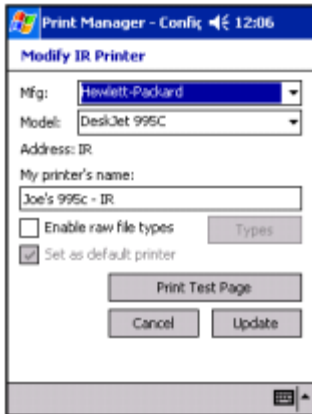 Print Manager - Config 12:06
Modify IR Printer
Mfg: Hewlett-Packard
Model: DeskJet 995C
Address: IR
My printer's name:
Joe's 995c - IR
Enable raw file types Types
Set as default printer
Print Test Page
Cancel Update